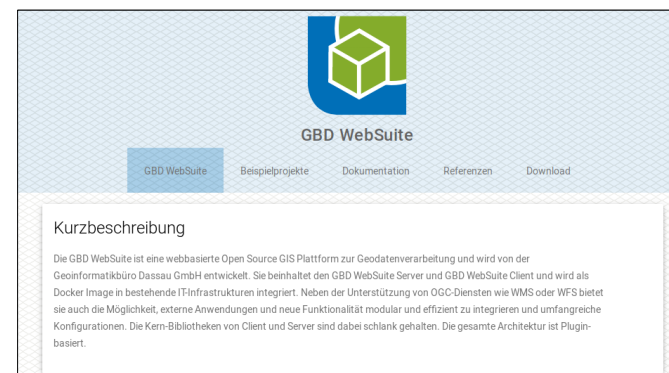 GBD WebSuite
GBD WebSuite Beispielprojekte Dokumentation Referenzen Download
Kurzbeschreibung
Die GBD WebSuite ist eine webbasierte Open Source GIS Plattform zur Geodatenverarbeitung und wird von der
Geoinformatikbüro Dassau GmbH entwickelt. Sie beinhaltet den GBD WebSuite Server und GBD WebSuite Client und wird als
Docker Image in bestehende IT-Infrastrukturen integriert. Neben der Unterstützung von OGC-Diensten wie WMS oder WFS bietet
sie auch die Möglichkeit, externe Anwendungen und neue Funktionalität modular und effizient zu integrieren und umfangreiche
Konfigurationen. Die Kern-Bibliotheken von Client und Server sind dabei schlank gehalten. Die gesamte Architektur ist Plugin-
basiert.